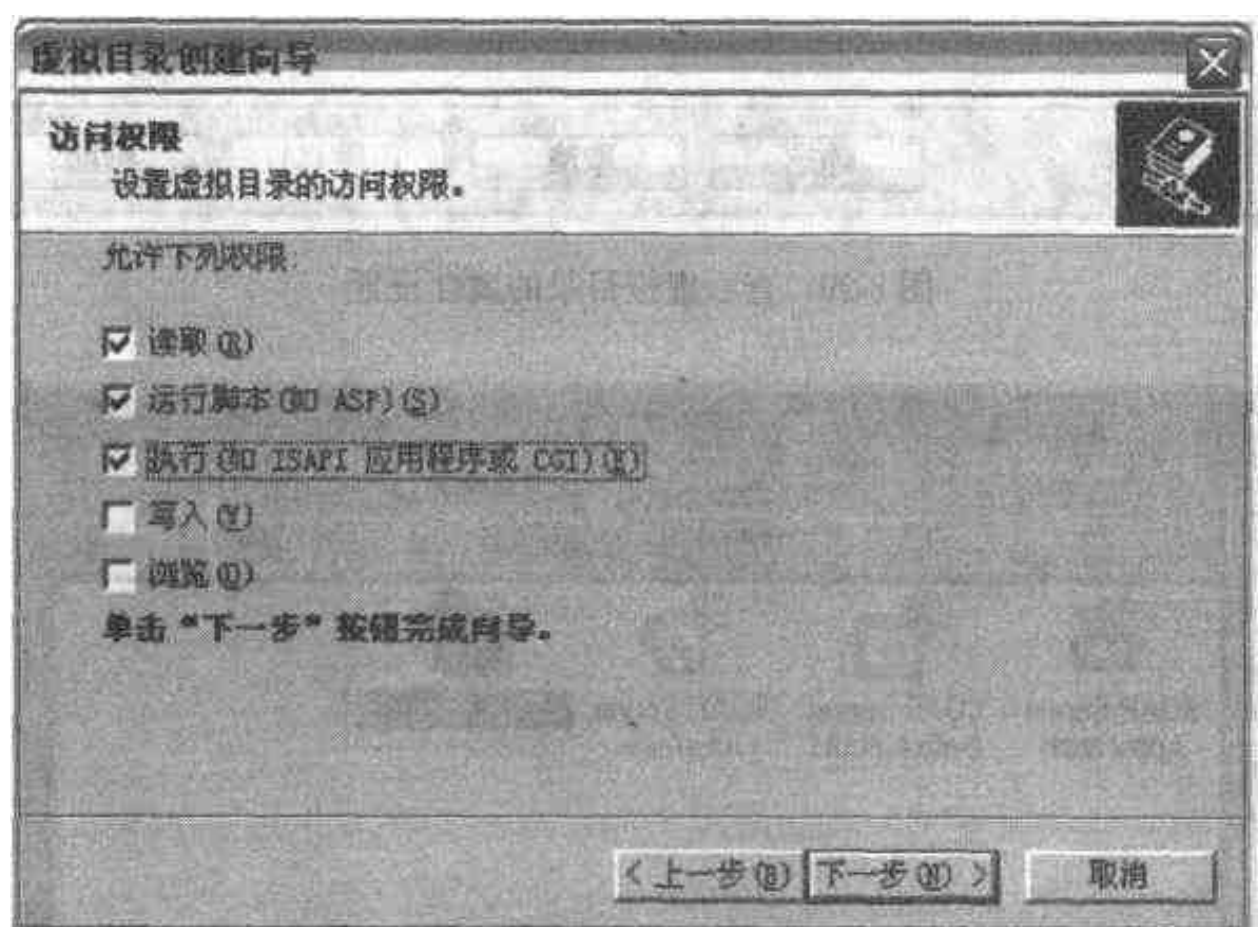 虚拟目录创建向导
访问权限
设置虚拟目录的访问权限。
允许下列权限:
读取(R)
运行脚本(如 ASP)(S)
执行(如 ISAPI 应用程序或 CGI)(E)
写入(W)
浏览(O)
单击“下一步”按钮完成向导。
< 上一步(B)
下一步(N) >
取消